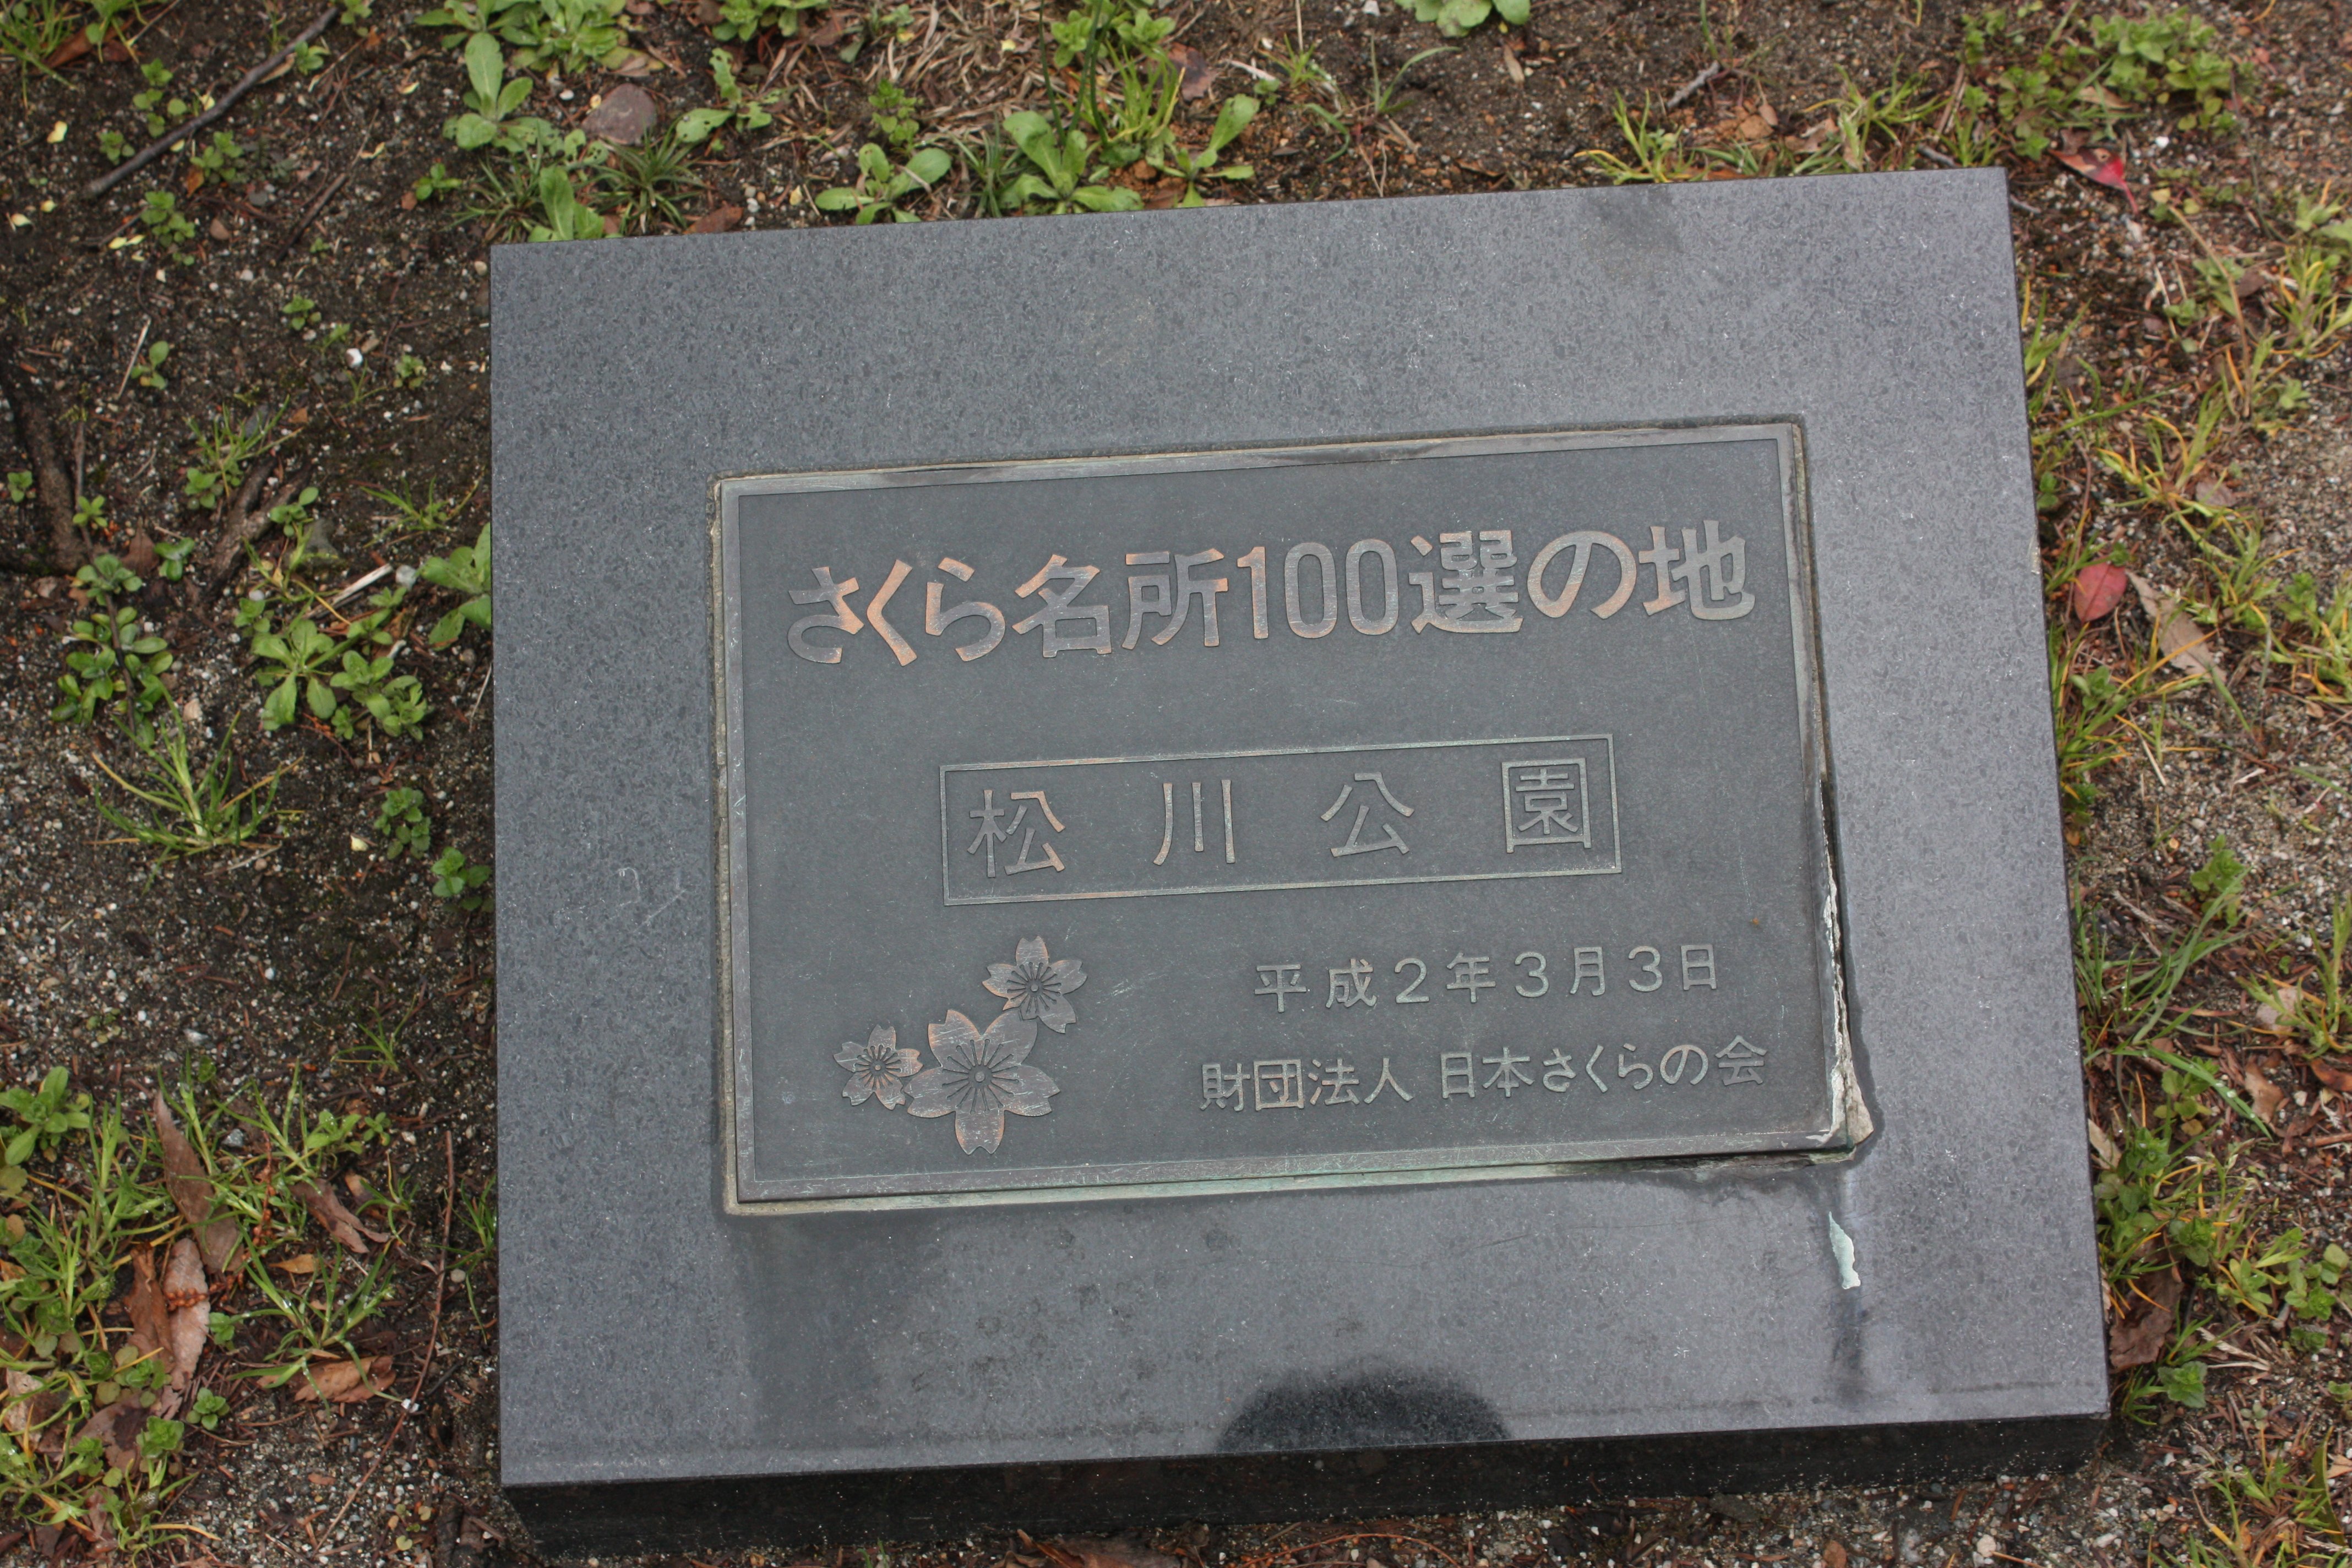 さくら名所100選の地
松川公園
平成2年3月3日
財団法人 日本さくらの会